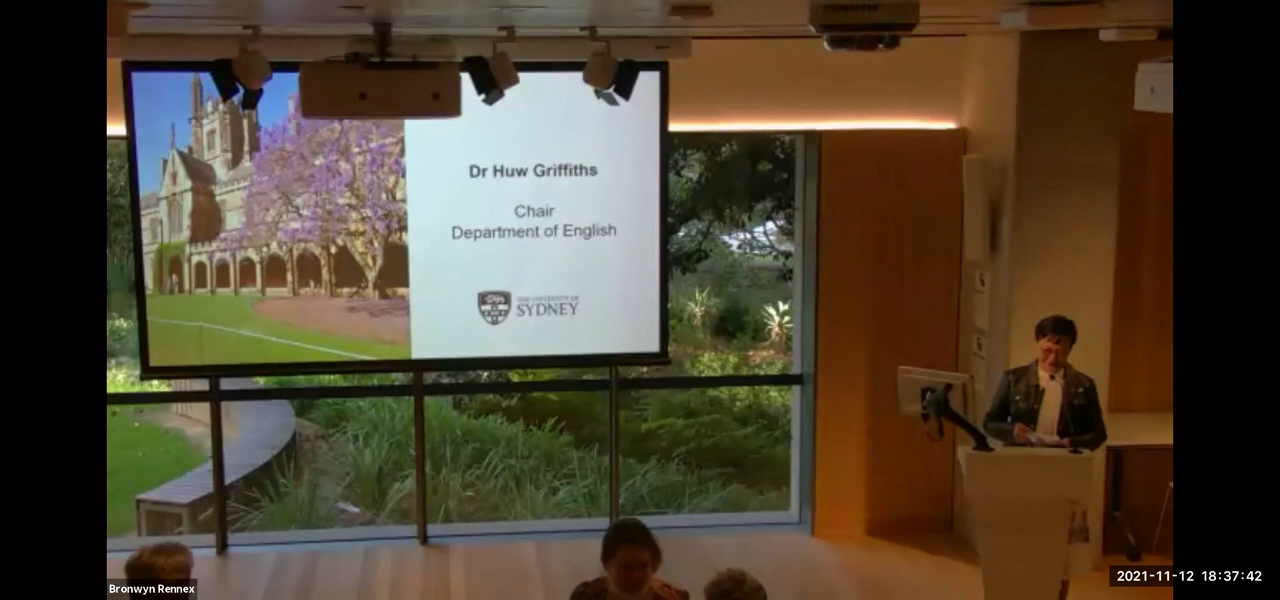 Dr Huw Griffiths
Chair
Department of English
THE UNIVERSITY OF
SYDNEY
Bronwyn Rennex
2021-11-12 18:37:42